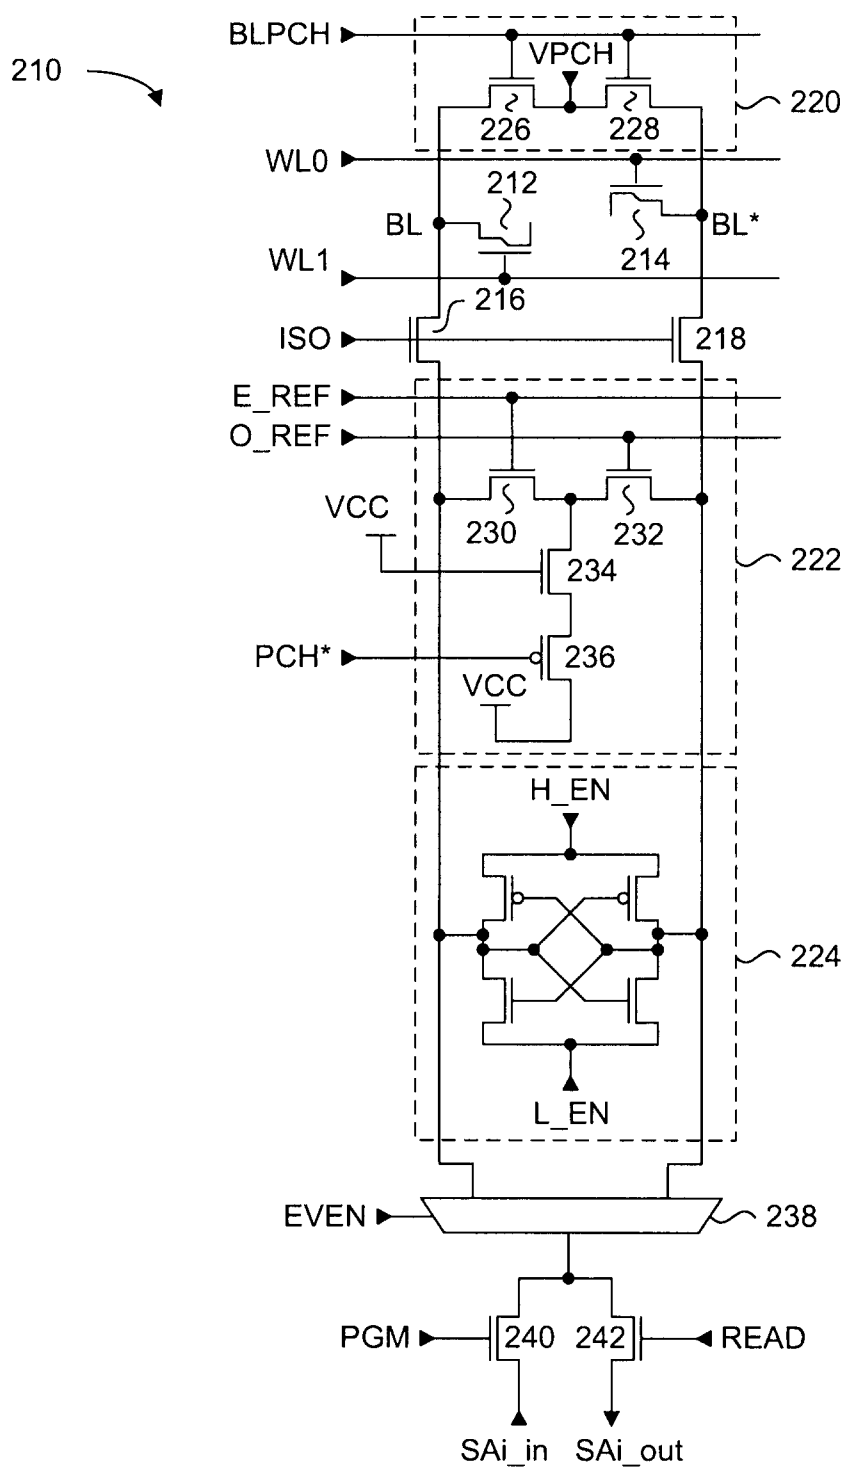 BLPCH
VPCH
210
226
228
220
WL0
212
BL
214
BL*
WL1
216
ISO
218
E_REF
O_REF
VCC
230
232
222
234
PCH*
236
VCC
H_EN
224
L_EN
EVEN
238
PGM
240
242
READ
SAi_in
SAi_out